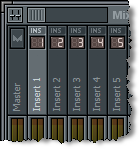 Mi
INS INS INS INS INS
1 2 3 4 5
Master
Insert 1
Insert 2
Insert 3
Insert 4
Insert 5